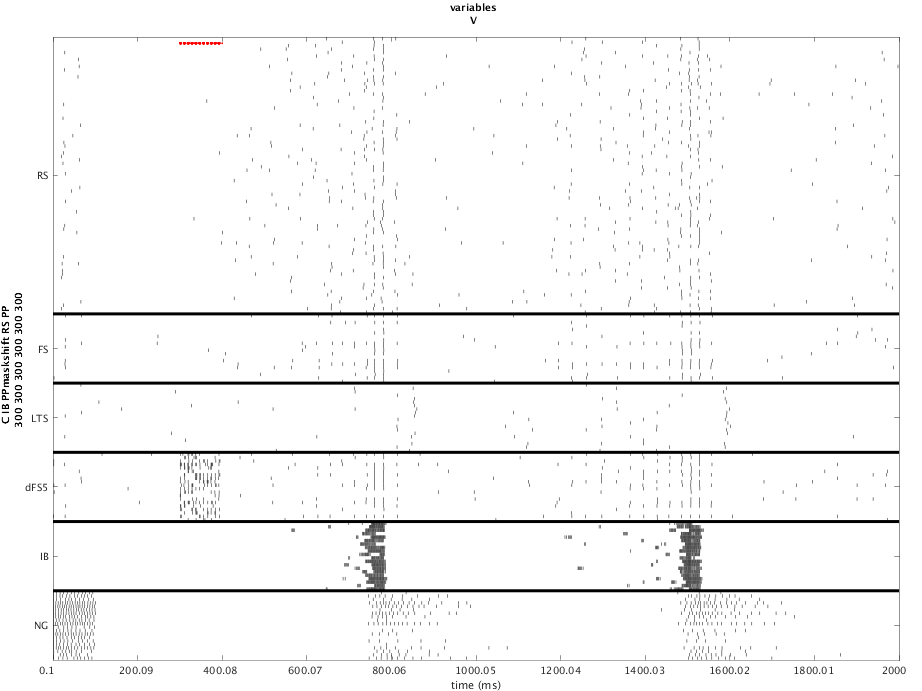 variables
V
C IB PPmaskshift RS PP
300 300 300 300 300 300
RS
FS
LTS
dFS5
IB
NG
0.1 200.09 400.08 600.07 800.06 1000.05 1200.04 1400.03 1600.02 1800.01 2000
time (ms)